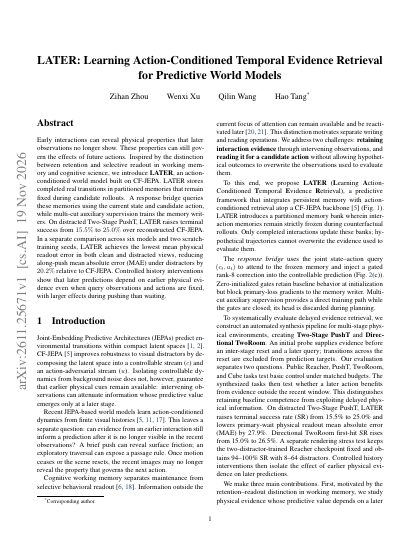 LATER: Learning Action-Conditioned Temporal Evidence Retrieval
for Predictive World Models
Zihan Zhou Wenxi Xu Qilin Wang Hao Tang*
Abstract
Early interactions can reveal physical properties that later
observations no longer show. These properties can still gov-
ern the effects of future actions. Inspired by the distinction
between retention and selective readout in working memory
and cognitive science, we introduce LATER, an action-
conditioned world model built on CF-JEPA. LATER stores
completed real transitions in partitioned memories that remain
fixed during candidate rollouts. A response bridge queries
these memories using the current state and candidate action,
while multi-cut auxiliary supervision trains the memory writ-
ers. On distracted Two-Stage PushT, LATER raises terminal
success from 15.5% to 25.0% over reconstructed CF-JEPA.
In a separate comparison across six models and two scratch-
training seeds, LATER achieves the lowest mean physical
readout error in both clean and distracted views, reducing
along-push mean absolute error (MAE) under distractors by
20.2% relative to CF-JEPA. Controlled history interventions
show that later predictions depend on earlier physical evi-
dence even when query observations and actions are fixed,
with larger effects during pushing than waiting.
1 Introduction
Joint-Embedding Predictive Architectures (JEPAs) predict en-
vironmental transitions within compact latent spaces [1, 2].
CF-JEPA [5] improves robustness to visual distractors by de-
composing the latent space into a controllable stream (c) and
an action-adversarial stream (u). Isolating controllable dy-
namics from background noise does not, however, guarantee
that earlier physical causes remain available: intervening ob-
servations can attenuate information whose predictive value
emerges only at a later stage.
Recent JEPA-based world models learn action-conditioned
dynamics from finite visual histories [5, 11, 17]. This leaves a
separate question: can evidence from an earlier interaction still
inform a prediction after it is no longer visible in the recent
observations? A brief push can reveal surface friction; an
exploratory traversal can expose a passage rule. Once motion
ceases or the scene resets, the recent images may no longer
reveal the property that governs the next action.
Cognitive working memory separates maintenance from
selective behavioral readout [6, 18]. Information outside the
*Corresponding author
current focus of attention can remain available and be reacti-
vated later [20, 21]. This distinction motivates separate writing
and reading operations. We address two challenges: retaining
interaction evidence through intervening observations, and
reading it for a candidate action without allowing hypothet-
ical outcomes to overwrite the observations used to evaluate
them.
To this end, we propose LATER (Learning Action-
Conditioned Temporal Evidence Retrieval), a predictive
framework that integrates persistent memory with action-
conditioned retrieval atop a CF-JEPA backbone [5] (Fig. 1).
LATER introduces a partitioned memory bank wherein inter-
action memories remain strictly frozen during counterfactual
rollouts. Only completed interactions update these banks; hy-
pothetical trajectories cannot overwrite the evidence used to
evaluate them.
The response bridge uses the joint state–action query
to attend to the frozen memory and inject a gated
rank-8 correction into the controllable prediction (Fig. 2c).
Zero-initialized gates retain baseline behavior at initialization
but block primary-loss gradients to the memory writer. Multi-
cut auxiliary supervision provides a direct training path while
the gates are closed; its head is discarded during planning.
To systematically evaluate delayed evidence retrieval, we
construct an automated synthesis pipeline for multi-stage phys-
ical environments, creating Two-Stage PushT and Direc-
tional TwoRoom. An initial probe supplies evidence before
an inter-stage reset and a later query; transitions across the
reset are excluded from prediction targets. Our evaluation
separates two questions. Public Reacher, PushT, TwoRoom,
and Cube tasks test basic control under matched budgets. The
synthesized tasks then test whether a later action benefits
from evidence outside the recent window. This distinguishes
retaining baseline competence from exploiting delayed physi-
cal information. On distracted Two-Stage PushT, LATER
raises terminal success rate (SR) from 15.5% to 25.0% and
lowers primary-wait physical readout mean absolute error
(MAE) by 27.9%. Directional TwoRoom first-hit SR rises
from 15.0% to 26.5%. A separate rendering stress test keeps
the two-distractor-trained Reacher checkpoint fixed and ob-
tains 94–100% SR with 8–64 distractors. Controlled history
interventions then isolate the effect of earlier physical evi-
dence on later predictions.
We make three main contributions. First, motivated by the
retention–readout distinction in working memory, we study
physical evidence whose predictive value depends on a later
1
arXiv:2611.2567v1 [cs.AI] 19 Nov 2026